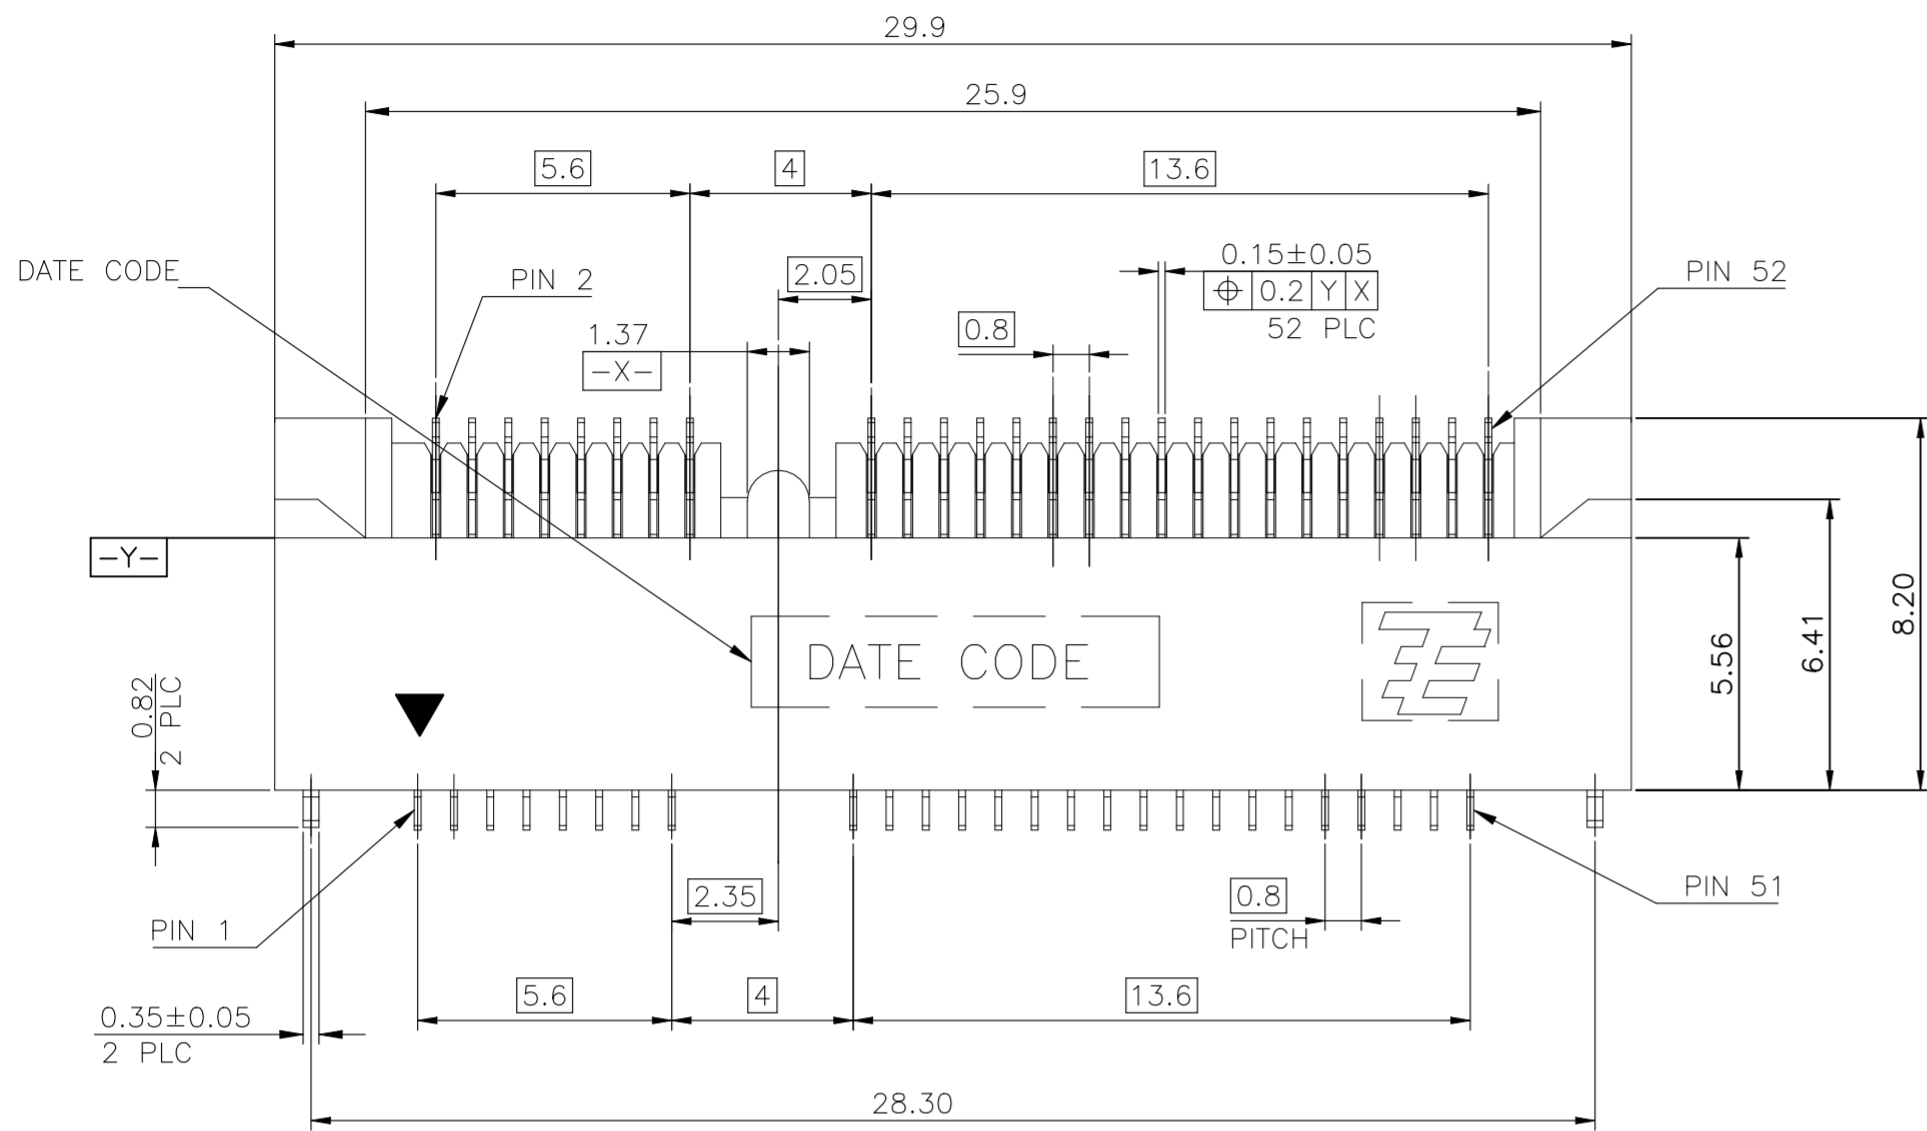 29.9
25.9
5.6
4
13.6
DATE CODE
PIN 2
2.05
0.15±0.05
⌖ 0.2 Y X
52 PLC
PIN 52
1.37
-X-
0.8
-Y-
DATE CODE
5.56
6.41
8.20
0.82
2 PLC
PIN 1
2.35
0.8
PITCH
PIN 51
5.6
4
13.6
0.35±0.05
2 PLC
28.30